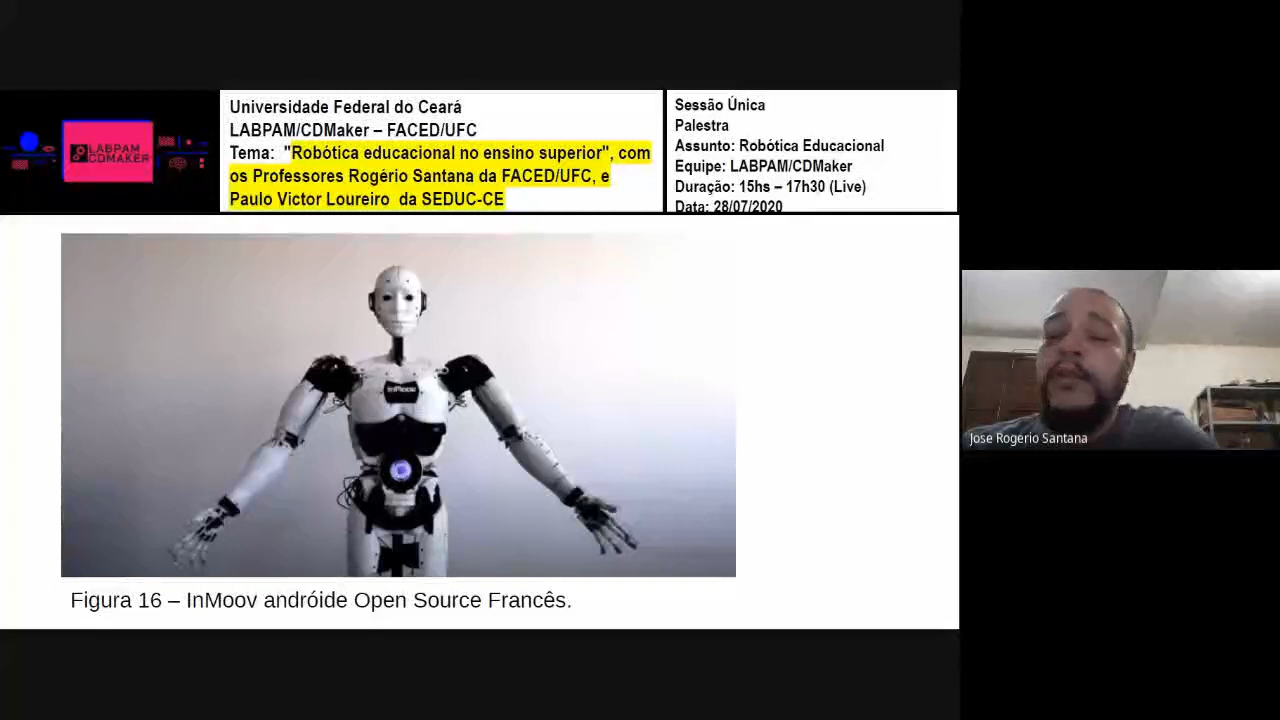 LABPAM
CDMAKER
Universidade Federal do Ceará
LABPAM/CDMaker – FACED/UFC
Tema: "Robótica educacional no ensino superior", com
os Professores Rogério Santana da FACED/UFC, e
Paulo Victor Loureiro da SEDUC-CE
Sessão Única
Palestra
Assunto: Robótica Educacional
Equipe: LABPAM/CDMaker
Duração: 15hs – 17h30 (Live)
Data: 28/07/2020
InMoov
Figura 16 – InMoov andróide Open Source Francês.
Jose Rogerio Santana